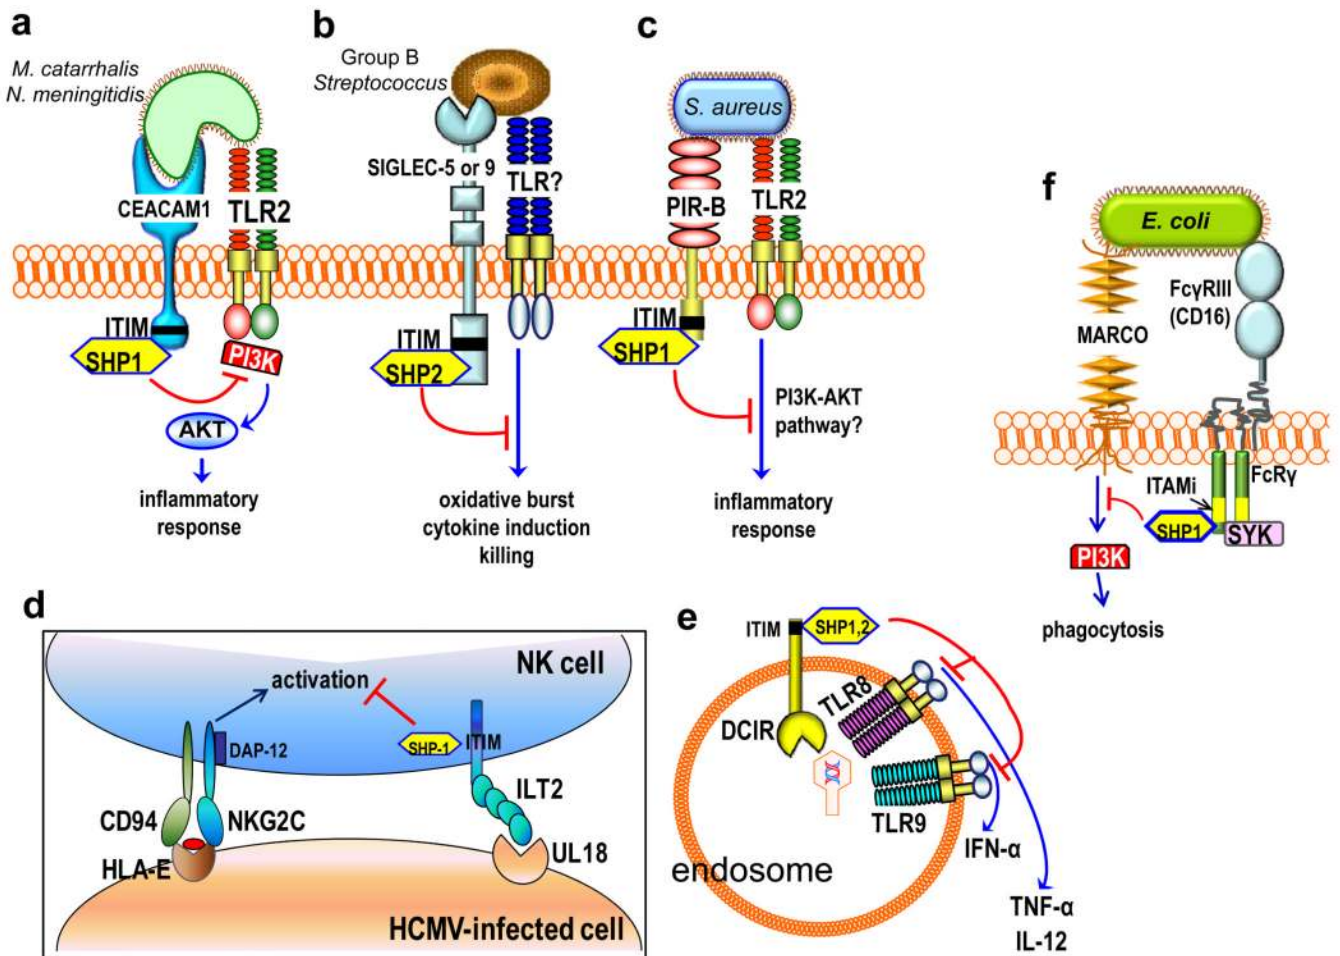 a
M. catarrhalis
N. meningitidis
CEACAM1
TLR2
ITIM
SHP1
PI3K
AKT
inflammatory
response
b
Group B
Streptococcus
SIGLEC-5 or 9
TLR?
ITIM
SHP2
oxidative burst
cytokine induction
killing
c
S. aureus
PIR-B
TLR2
ITIM
SHP1
PI3K-AKT
pathway?
inflammatory
response
f
E. coli
FcγRIII
(CD16)
MARCO
ITAMi
FcRγ
SHP1
SYK
PI3K
phagocytosis
d
NK cell
activation
DAP-12
SHP-1
ITIM
ILT2
CD94
NKG2C
HLA-E
UL18
HCMV-infected cell
e
ITIM
SHP1,2
DCIR
TLR8
TLR9
IFN-α
endosome
TNF-α
IL-12